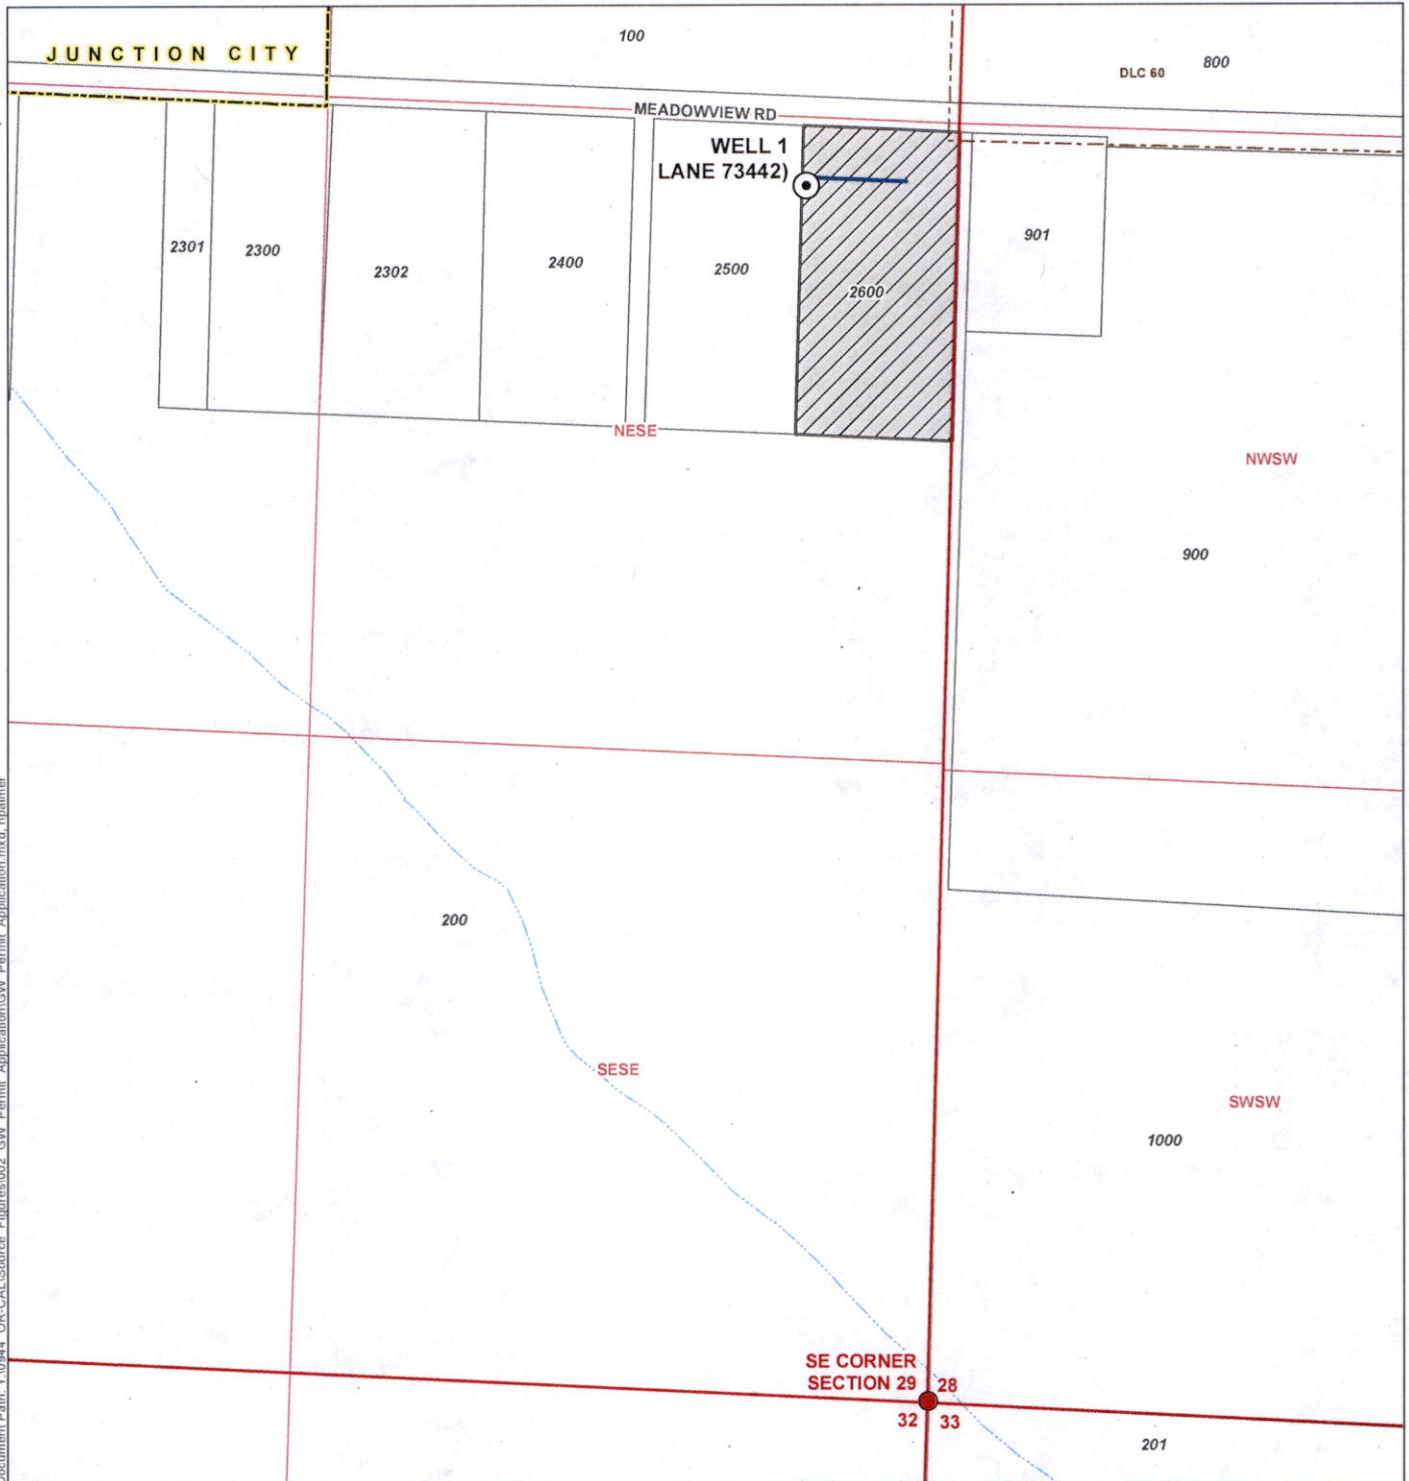 100
JUNCTION CITY
800
DLC 60
MEADOWVIEW RD
WELL 1
LANE 73442)
2301
2300
2302
2400
2500
2600
901
NESE
NWSW
900
200
SESE
SWSW
1000
SE CORNER
SECTION 29
28
32
33
201